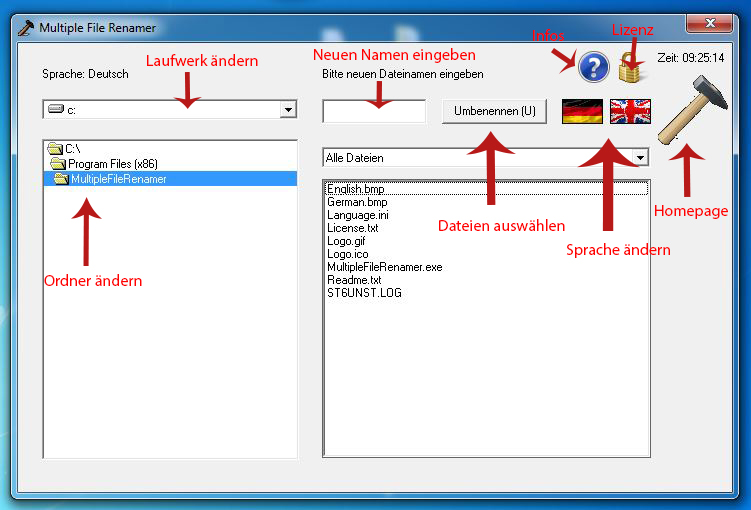 Multiple File Renamer
Infos
Lizenz
Laufwerk ändern
Neuen Namen eingeben
Zeit: 09:25:14
Sprache: Deutsch
Bitte neuen Dateinamen eingeben
c:
Umbenennen (U)
C:\
Program Files (x86)
MultipleFileRenamer
Alle Dateien
English.bmp
German.bmp
Language.ini
License.txt
Logo.gif
Logo.ico
MultipleFileRenamer.exe
Readme.txt
ST6UNST.LOG
Ordner ändern
Dateien auswählen
Sprache ändern
Homepage